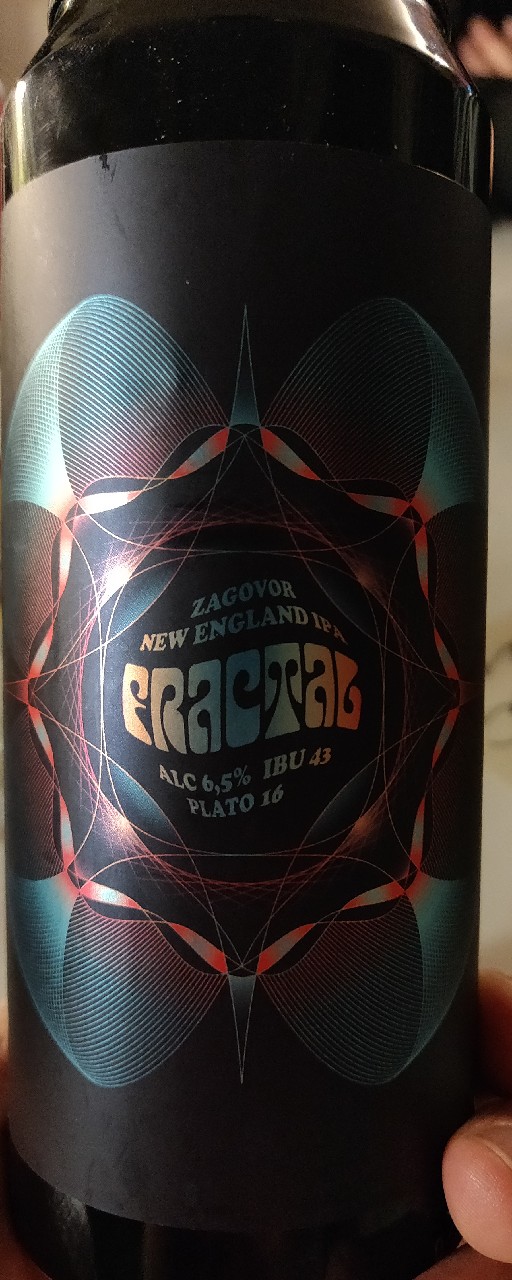 ZAGOVOR
NEW ENGLAND IPA
FRACTAL
ALC 6,5% IBU 43
PLATO 16